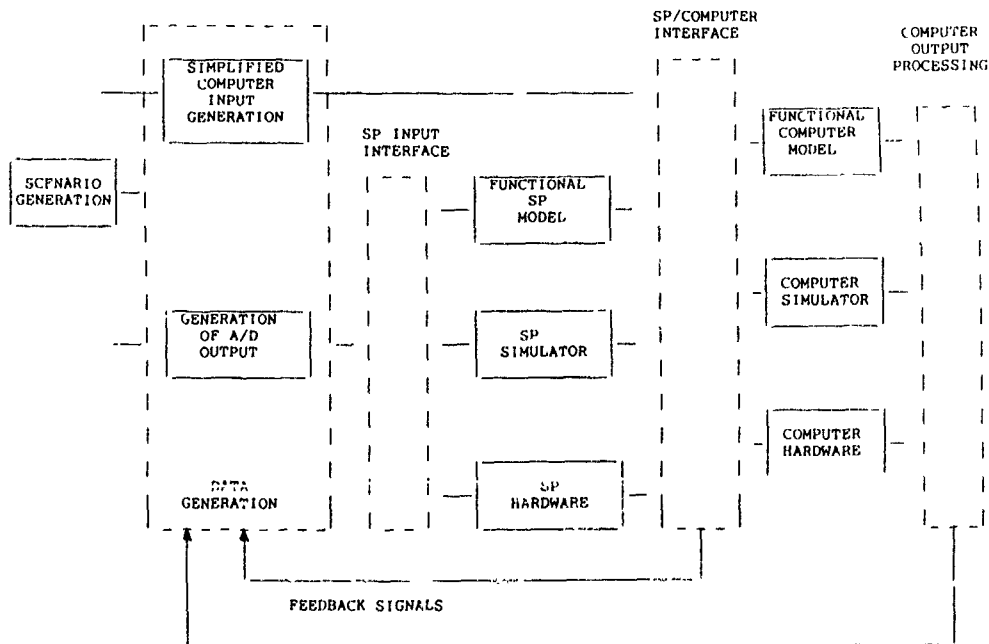 SP/COMPUTER
INTERFACE
COMPUTER
OUTPUT
PROCESSING
SIMPLIFIED
COMPUTER
INPUT
GENERATION
SP INPUT
INTERFACE
FUNCTIONAL
COMPUTER
MODEL
SCENARIO
GENERATION
FUNCTIONAL
SP
MODEL
GENERATION
OF A/D
OUTPUT
SP
SIMULATOR
COMPUTER
SIMULATOR
COMPUTER
HARDWARE
DATA
GENERATION
SP
HARDWARE
FEEDBACK SIGNALS